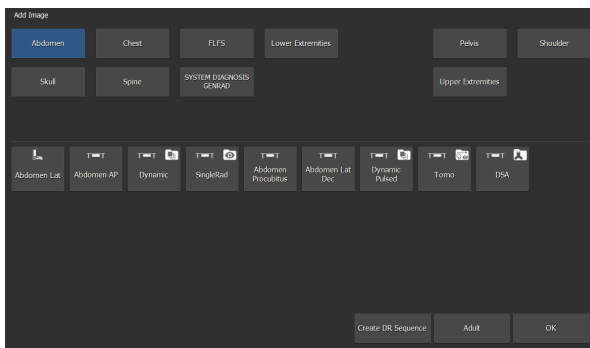 Add Image
Abdomen
Chest
FLFS
Lower Extremities
Pelvis
Shoulder
Skull
Spine
SYSTEM DIAGNOSIS
GENRAD
Upper Extremities
Abdomen Lat
Abdomen AP
Dynamic
SingleRad
Abdomen
Procubitus
Abdomen Lat
Dec
Dynamic
Pulsed
Tomo
DSA
Create DR Sequence
Adult
OK